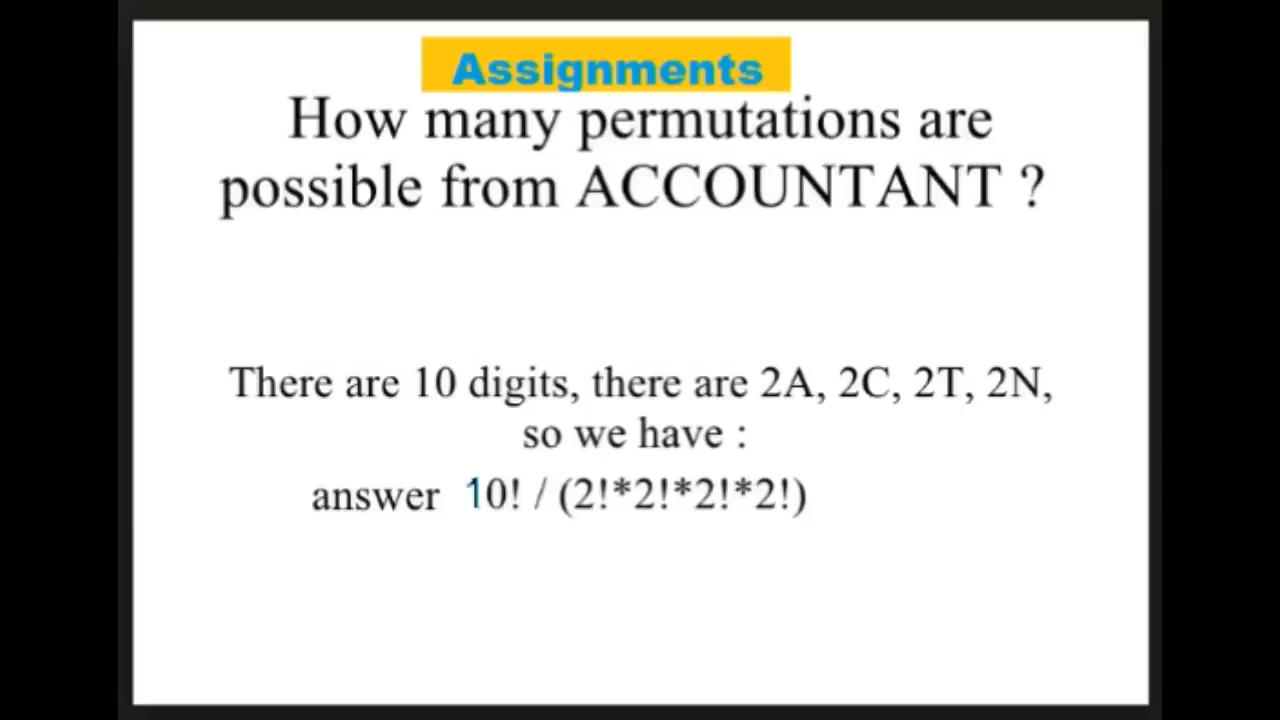 Assignments
How many permutations are
possible from ACCOUNTANT ?
There are 10 digits, there are 2A, 2C, 2T, 2N,
so we have :
answer 10! / (2!*2!*2!*2!)